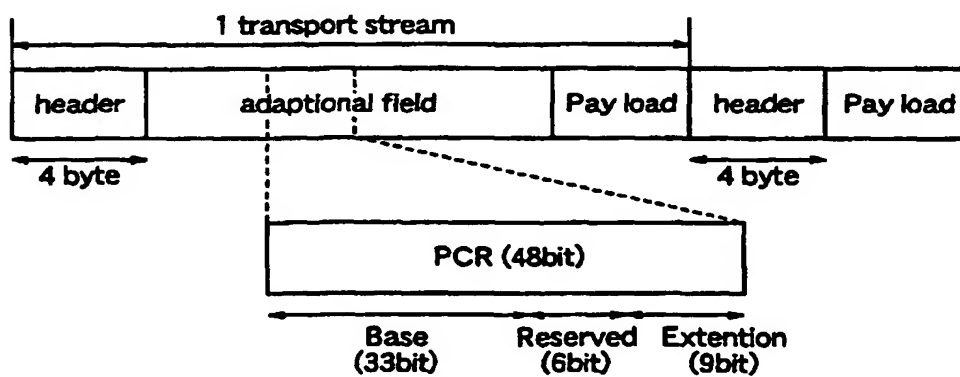 1 transport stream
header adaptional field Pay load header Pay load
4 byte 4 byte
PCR (48bit)
Base Reserved Extention
(33bit) (6bit) (9bit)